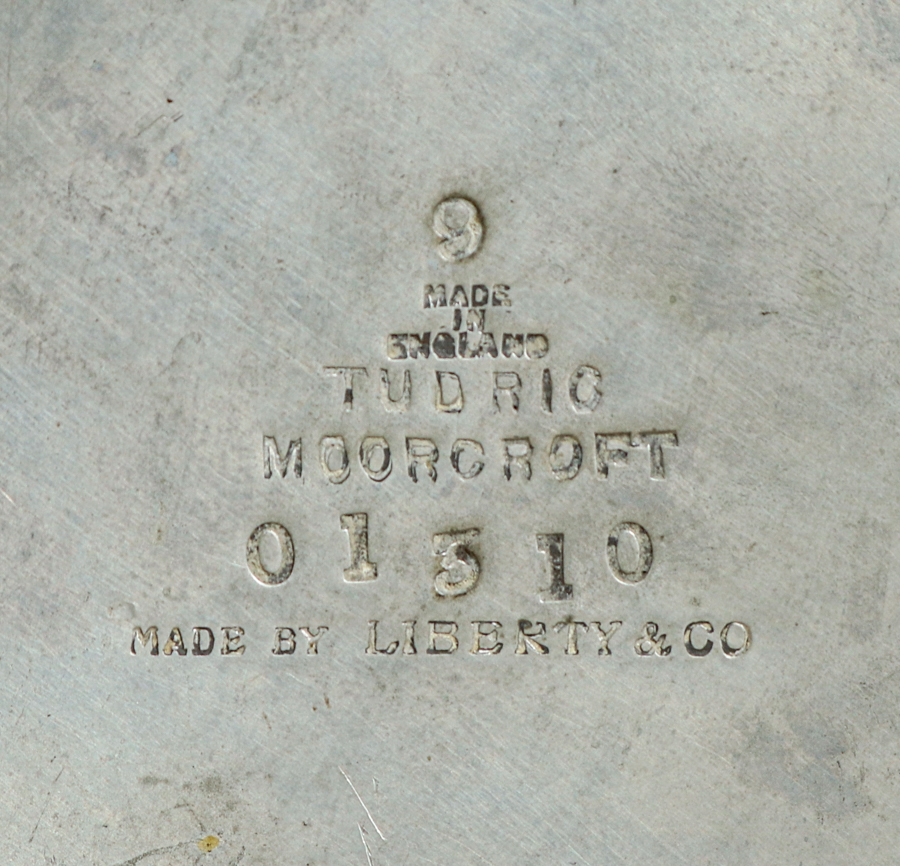 9
MADE
IN
ENGLAND
TUDRIC
MOORCROFT
01310
MADE BY LIBERTY & CO